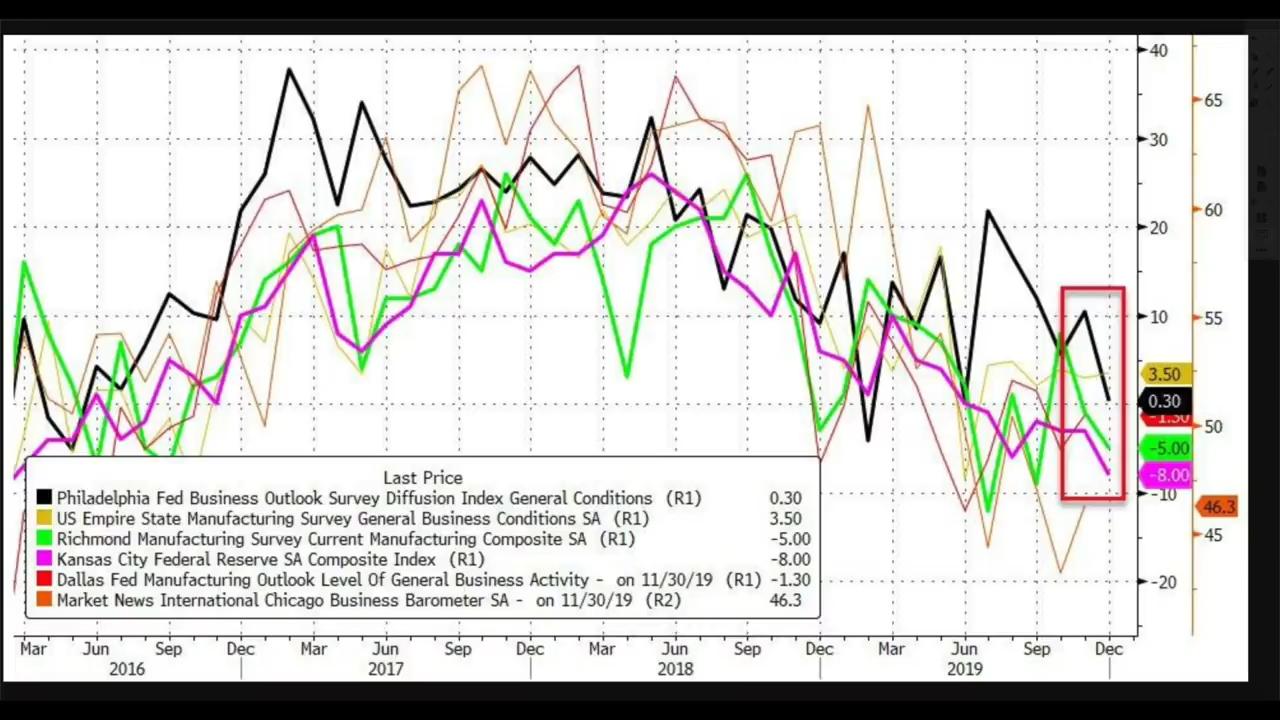 40
30
20
10
-10
-20
65
60
55
50
45
3.50
0.30
-1.30
-5.00
-8.00
46.3
Last Price
Philadelphia Fed Business Outlook Survey Diffusion Index General Conditions (R1) 0.30
US Empire State Manufacturing Survey General Business Conditions SA (R1) 3.50
Richmond Manufacturing Survey Current Manufacturing Composite SA (R1) -5.00
Kansas City Federal Reserve SA Composite Index (R1) -8.00
Dallas Fed Manufacturing Outlook Level Of General Business Activity - on 11/30/19 (R1) -1.30
Market News International Chicago Business Barometer SA - on 11/30/19 (R2) 46.3
Mar Jun Sep Dec Mar Jun Sep Dec Mar Jun Sep Dec Mar Jun Sep Dec
2016 2017 2018 2019